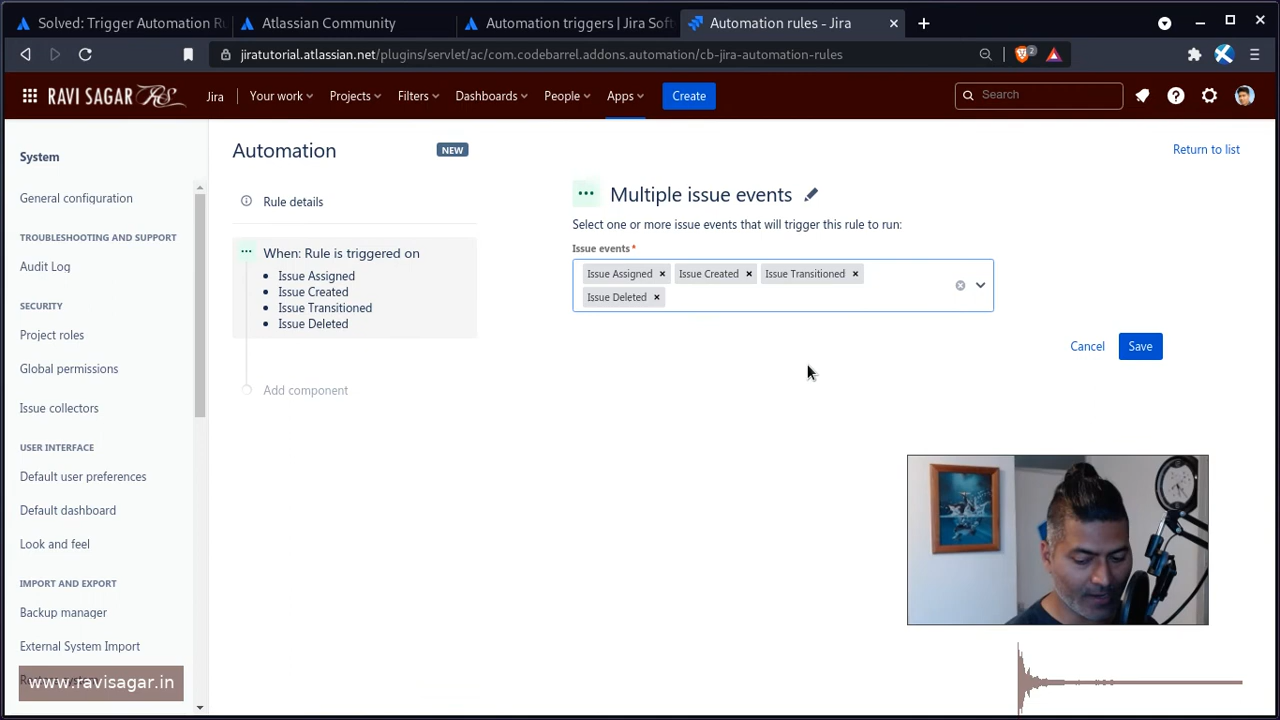 Solved: Trigger Automation Ru
Atlassian Community
Automation triggers | Jira Soft
Automation rules - Jira
jiratutorial.atlassian.net/plugins/servlet/ac/com.codebarrel.addons.automation/cb-jira-automation-rules
2
RAVI SAGAR RS
Jira
Your work
Projects
Filters
Dashboards
People
Apps
Create
Search
System
General configuration
TROUBLESHOOTING AND SUPPORT
Audit Log
SECURITY
Project roles
Global permissions
Issue collectors
USER INTERFACE
Default user preferences
Default dashboard
Look and feel
IMPORT AND EXPORT
Backup manager
External System Import
www.ravisagar.in
Automation
NEW
Rule details
When: Rule is triggered on
Issue Assigned
Issue Created
Issue Transitioned
Issue Deleted
Add component
Return to list
Multiple issue events
Select one or more issue events that will trigger this rule to run:
Issue events*
Issue Assigned × Issue Created × Issue Transitioned ×
Issue Deleted ×
Cancel
Save